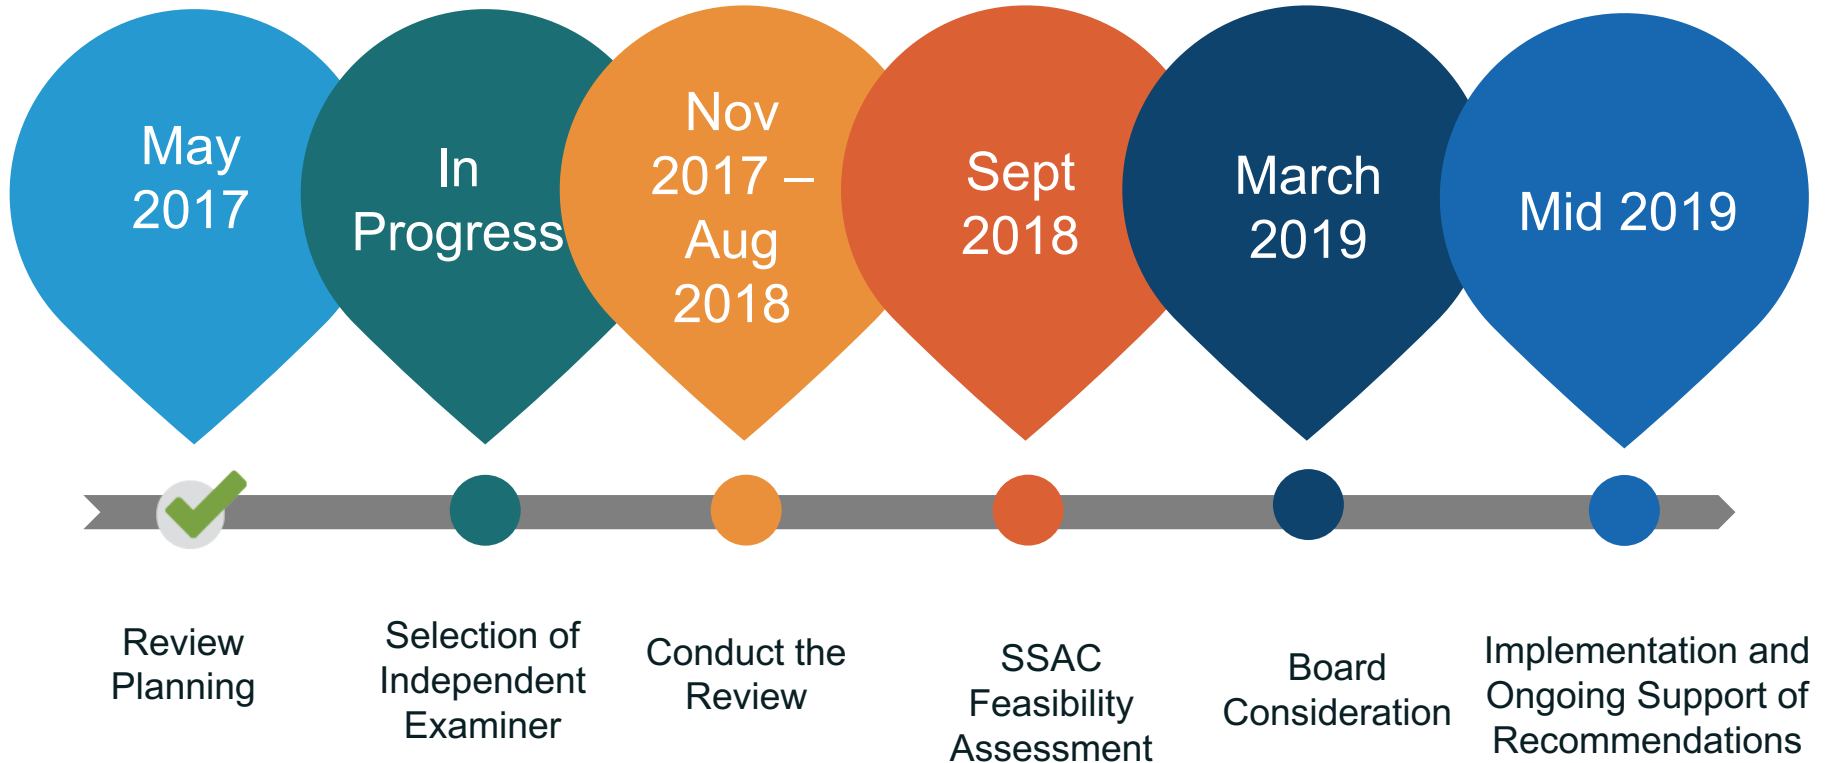 May
2017
In
Progress
Nov
2017 –
Aug
2018
Sept
2018
March
2019
Mid 2019
Review
Planning
Selection of
Independent
Examiner
Conduct the
Review
SSAC
Feasibility
Assessment
Board
Consideration
Implementation and
Ongoing Support of
Recommendations